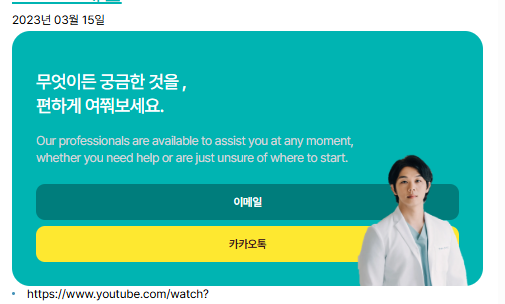 2023년 03월 15일
무엇이든 궁금한 것을 ,
편하게 여쭤보세요.
Our professionals are available to assist you at any moment,
whether you need help or are just unsure of where to start.
이메일
카카오톡
https://www.youtube.com/watch?